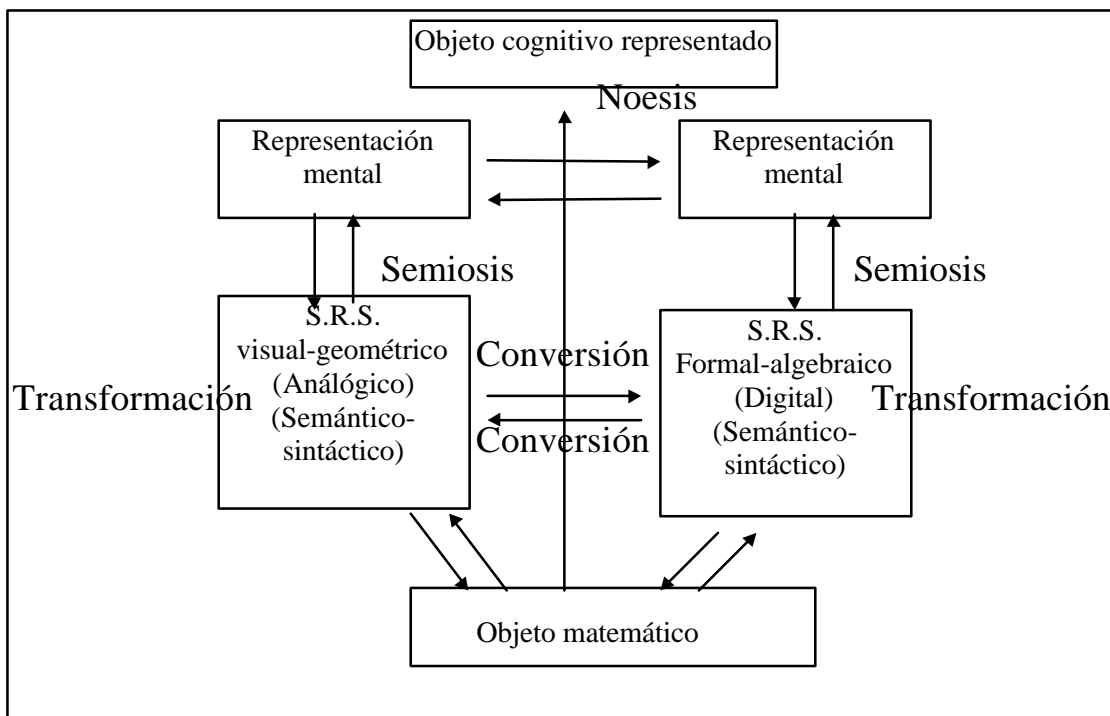 Objeto cognitivo representado
Noesis
Representación
mental
Representación
mental
Semiosis
Semiosis
S.R.S.
visual-geométrico
(Análógico)
(Semántico-
sintáctico)
Transformación
Conversión
Conversión
S.R.S.
Formal-algebraico
(Digital)
(Semántico-
sintáctico)
Transformación
Objeto matemático